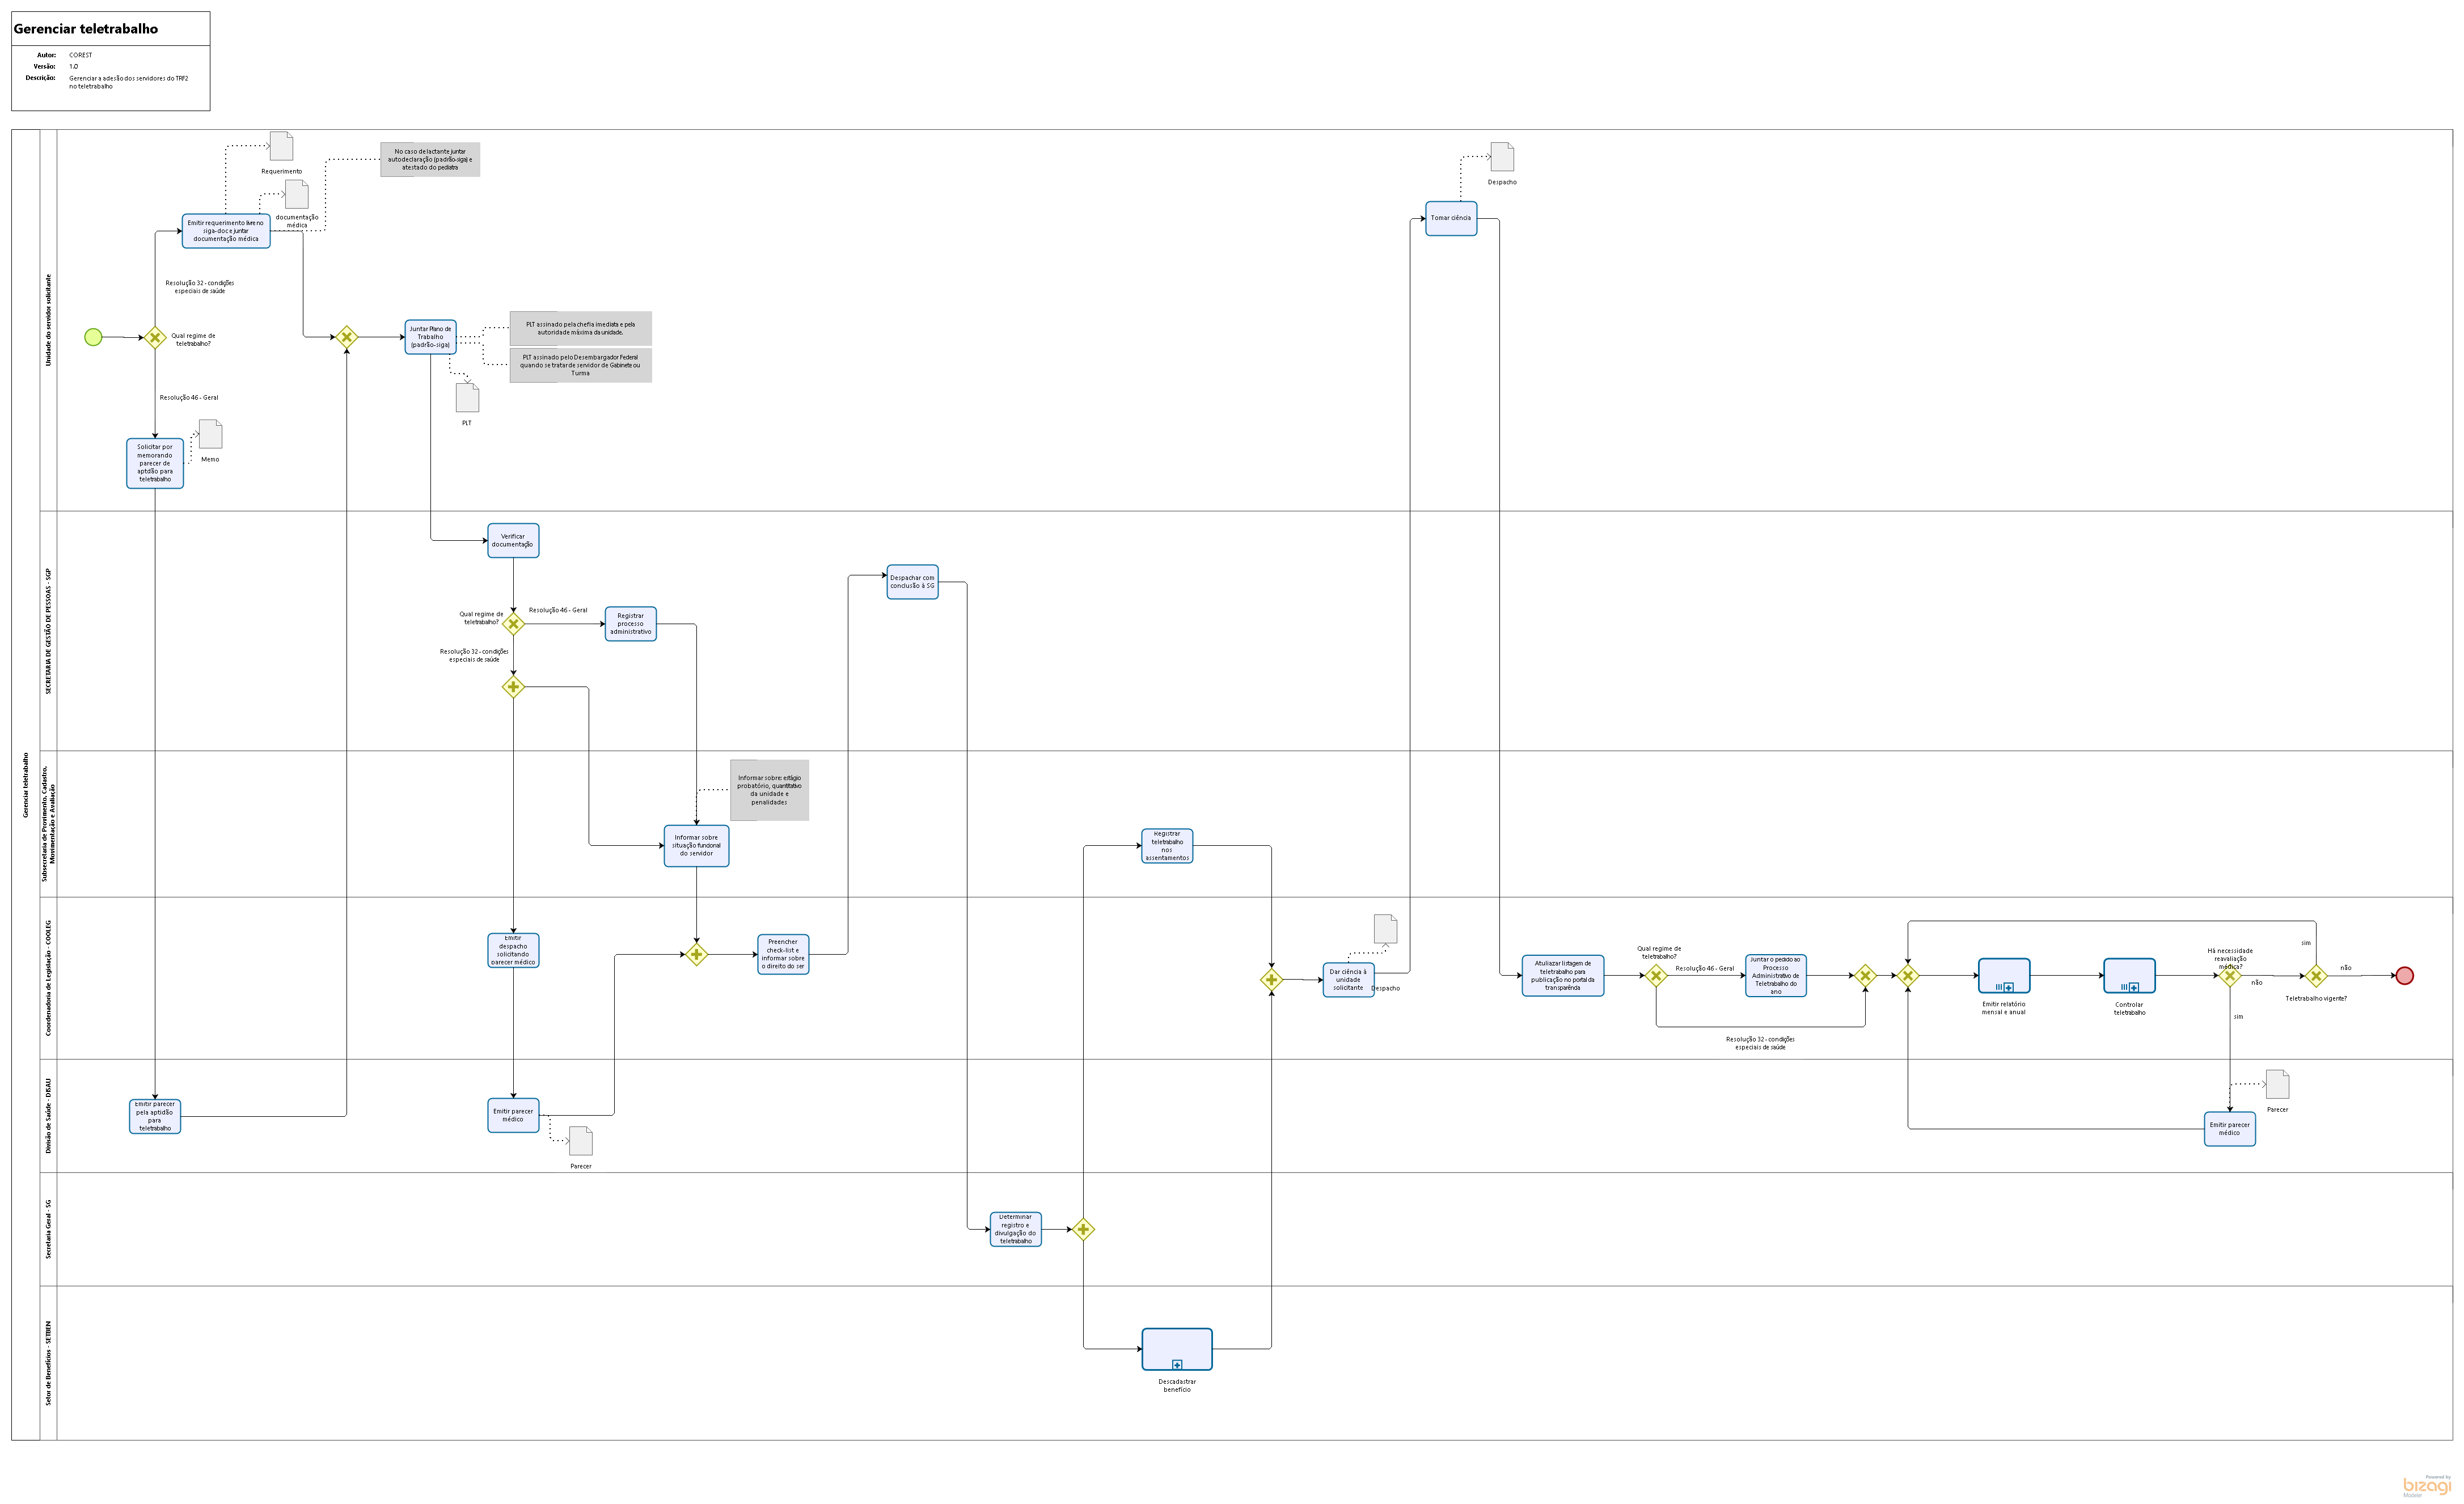 Gerenciar teletrabalho
Autor: COREST
Versão: 1.0
Descrição: Gerenciar a adesão dos servidores do TRF2
no teletrabalho
Gerenciar teletrabalho
Unidade do servidor solicitante
Requerimento
documentação
médica
No caso de lactante juntar
autodeclaração (padrão-siga) e
atestado do pediatra
Emitir requerimento livre no
siga-doc e juntar
documentação médica
Resolução 32 - condições
especiais de saúde
Qual regime de
teletrabalho?
Resolução 46 - Geral
Solicitar por
memorando
parecer de
aptdão para
teletrabalho
Memo
Juntar Plano de
Trabalho
(padrão-siga)
PLT assinado pela chefia imediata e pela
autoridade máxima da unidade.
PLT assinado pelo Desembargador Federal
quando se tratar de servidor de Gabinete ou
Turma
PLT
Despacho
Tomar ciência
SECRETARIA DE GESTÃO DE PESSOAS - SGP
Verificar
documentação
Qual regime de
teletrabalho?
Resolução 46 - Geral
Registrar
processo
administrativo
Resolução 32 - condições
especiais de saúde
Despachar com
conclusão à SG
Subsecretaria de Provimento, Cadastro,
Movimentação e Avaliação
Informar sobre: estágio
probatório, quantitativo
da unidade e
penalidades
Informar sobre
situação funcional
do servidor
Registrar
teletrabalho
nos
assentamentos
Coordenadoria de Legislação - COOLEG
Emitir
despacho
solicitando
parecer médico
Preencher
check-list e
informar sobre
o direito do ser
Dar ciência à
unidade
solicitante
Despacho
Atuliazar listagem de
teletrabalho para
publicação no portal da
transparência
Qual regime de
teletrabalho?
Resolução 46 - Geral
Juntar o pedido ao
Processo
Administrativo de
Teletrabalho do
ano
Resolução 32 - condições
especiais de saúde
Emitir relatório
mensal e anual
Controlar
teletrabalho
Há necessidade
reavaliação
médica?
não
sim
sim
Teletrabalho vigente?
não
Divisão de Saúde - DISAU
Emitir parecer
pela aptidão
para
teletrabalho
Emitir parecer
médico
Parecer
Parecer
Emitir parecer
médico
Secretaria Geral - SG
Determinar
registro e
divulgação do
teletrabalho
Setor de Benefícios - SETBEN
Descadastrar
benefício
Powered by
bizagi
Modeler